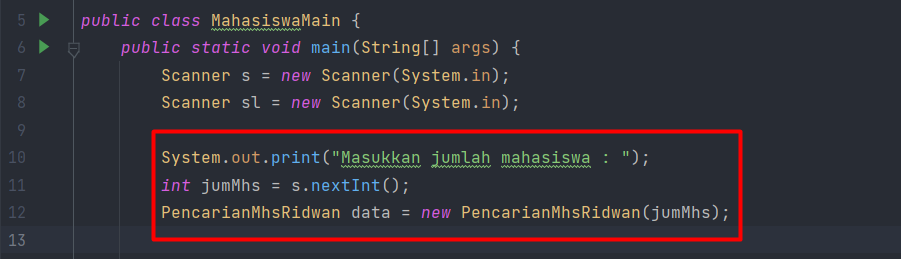 5 public class MahasiswaMain {
6 public static void main(String[] args) {
7 Scanner s = new Scanner(System.in);
8 Scanner sl = new Scanner(System.in);
9
10 System.out.print("Masukkan jumlah mahasiswa : ");
11 int jumMhs = s.nextInt();
12 PencarianMhsRidwan data = new PencarianMhsRidwan(jumMhs);
13